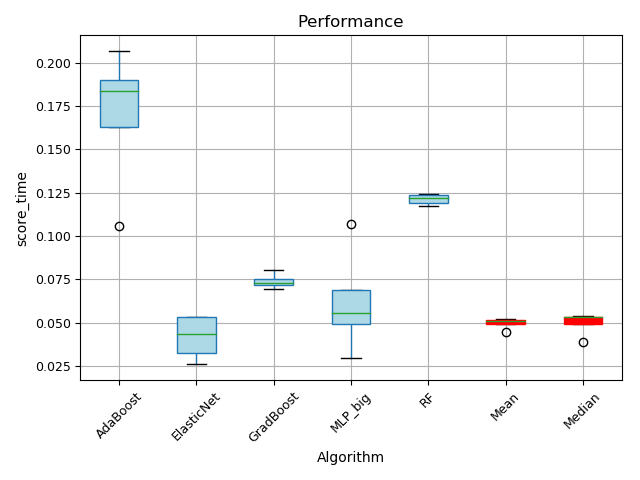 Performance
0.200
0.175
0.150
0.125
0.100
0.075
0.050
0.025
score_time
AdaBoost
ElasticNet
GradBoost
MLP_big
RF
Mean
Median
Algorithm